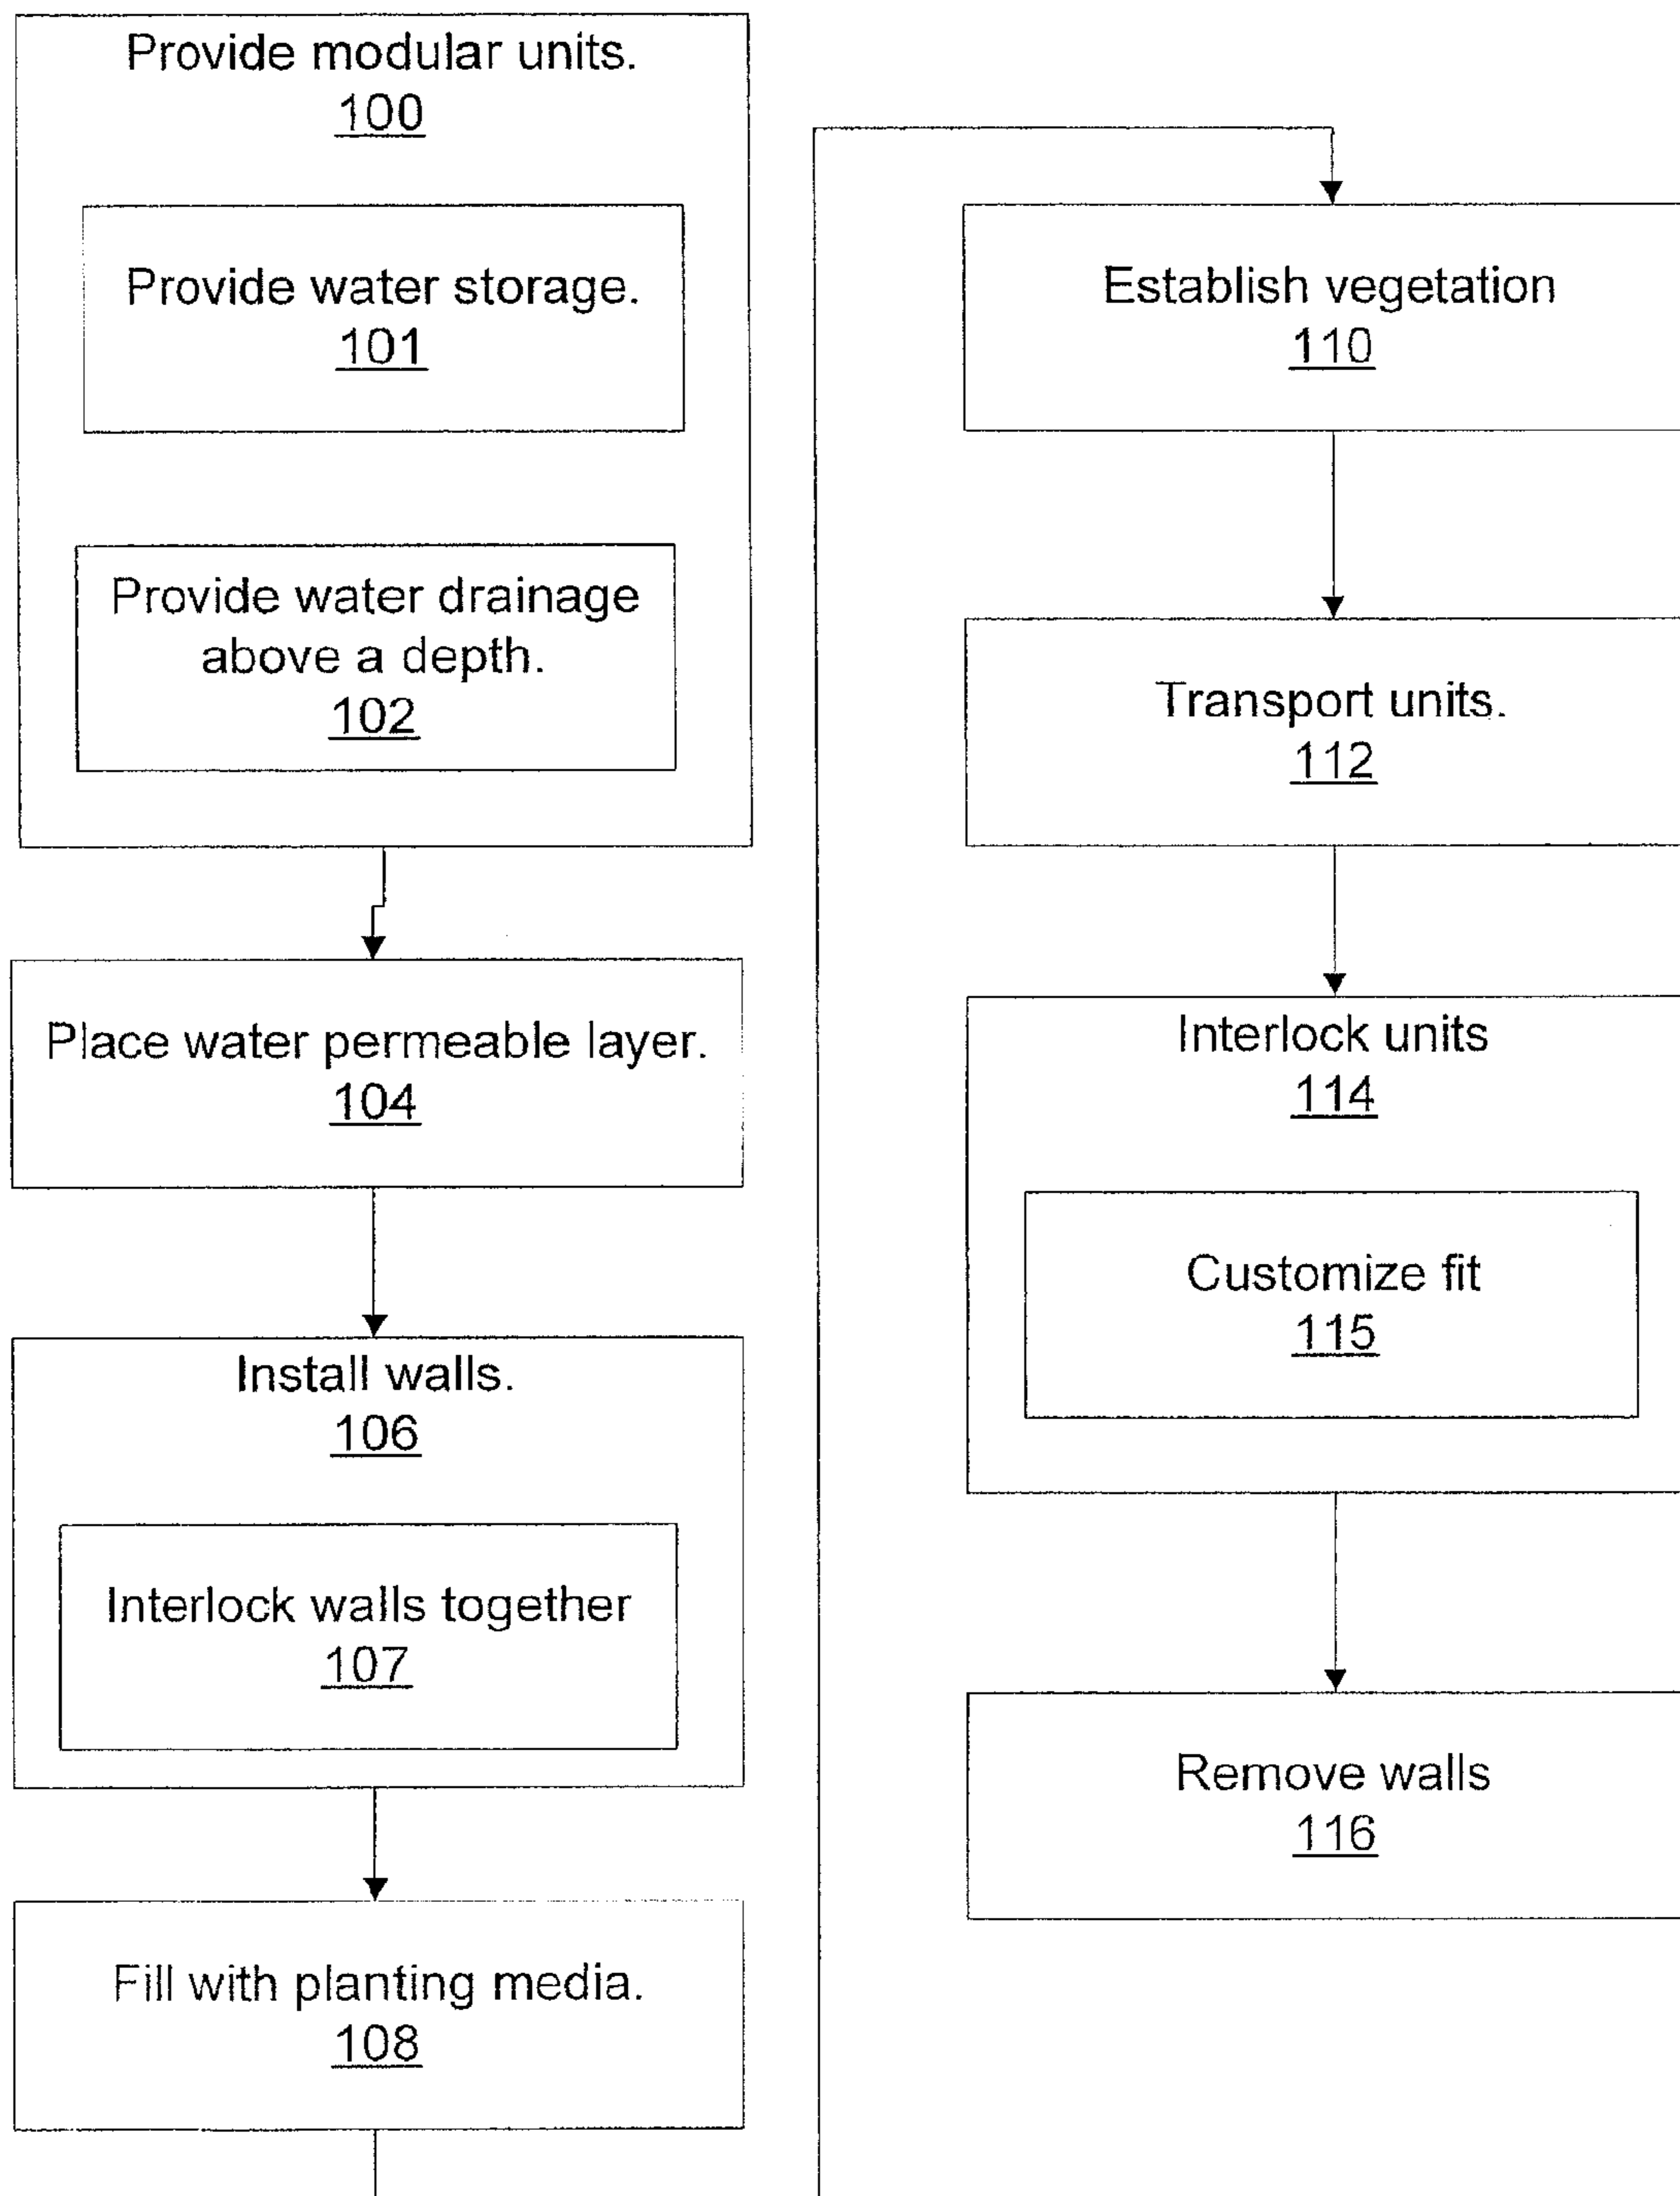 Provide modular units.
100
Provide water storage.
101
Provide water drainage
above a depth.
102
Place water permeable layer.
104
Install walls.
106
Interlock walls together
107
Fill with planting media.
108
Establish vegetation
110
Transport units.
112
Interlock units
114
Customize fit
115
Remove walls
116